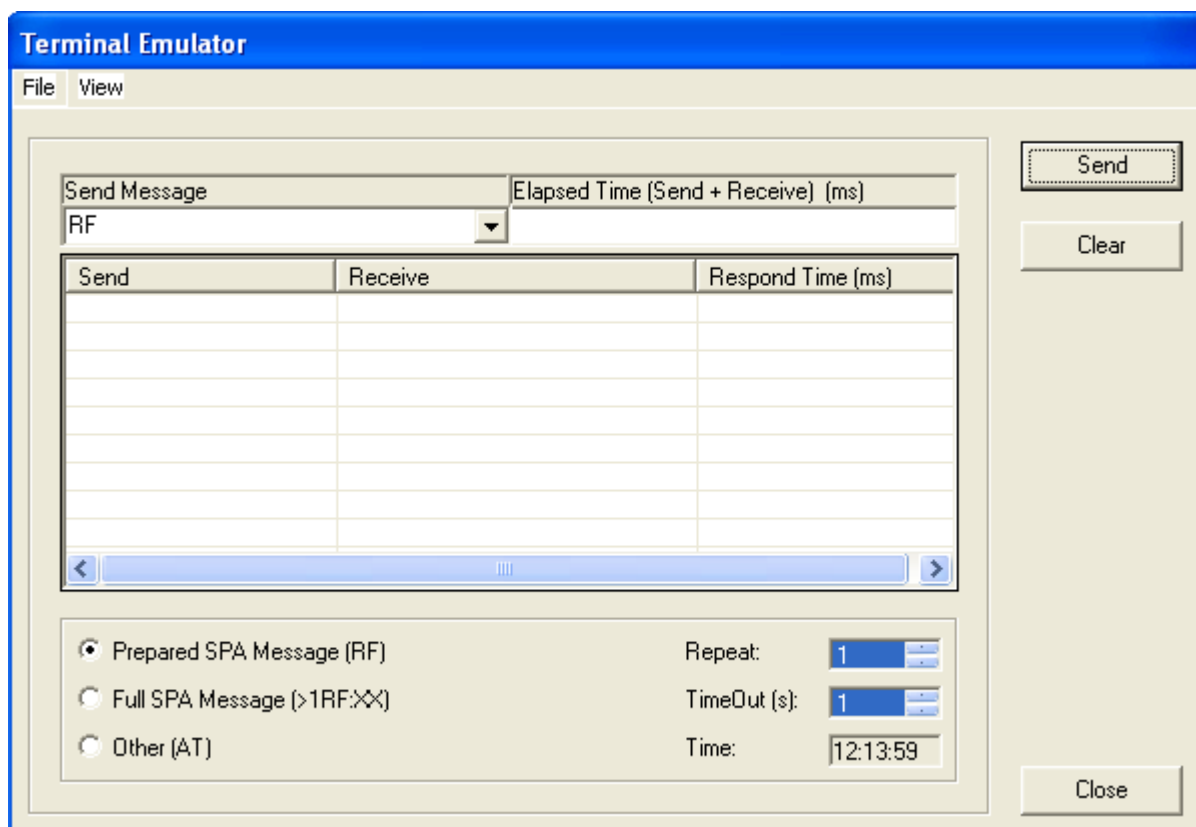 Terminal Emulator
File View
Send Message Elapsed Time (Send + Receive) (ms)
RF
Send Receive Respond Time (ms)
Prepared SPA Message (RF) Repeat: 1
Full SPA Message (>1RF:XX) TimeOut (s): 1
Other (AT) Time: 12:13:59
Send
Clear
Close